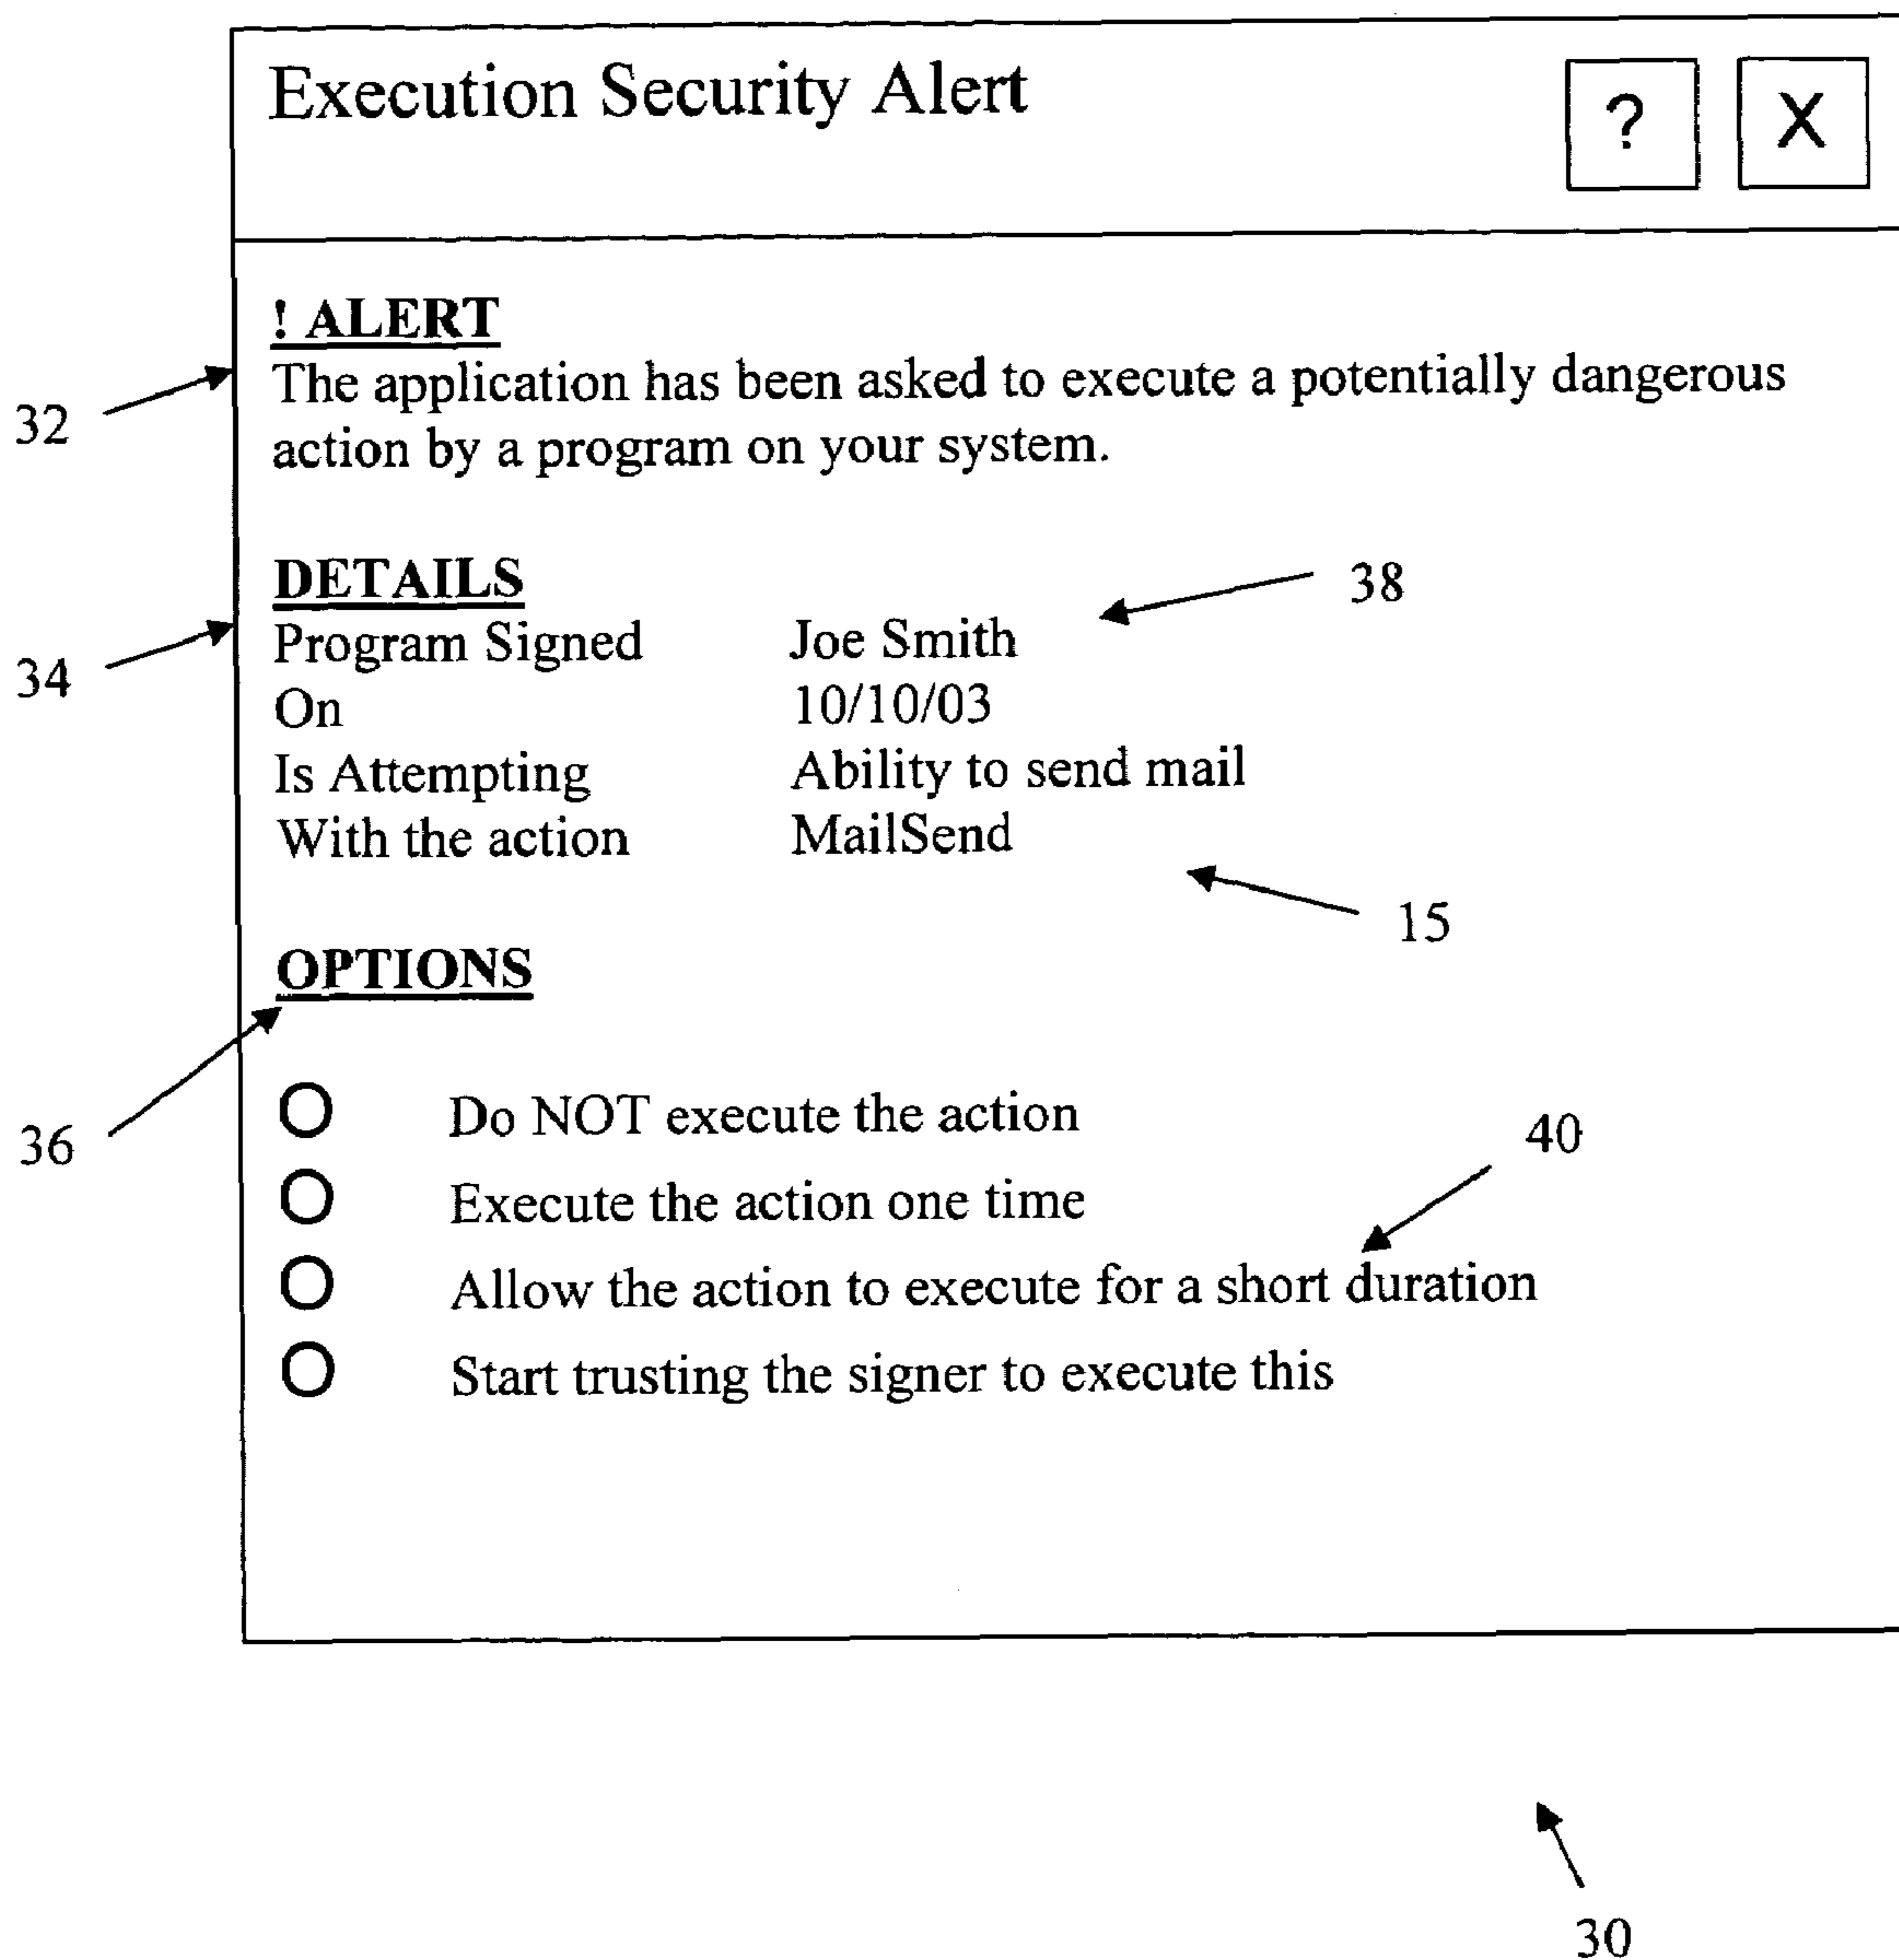 Execution Security Alert ? X
! ALERT
The application has been asked to execute a potentially dangerous
32
action by a program on your system.
DETAILS
38
Program Signed Joe Smith
34
On 10/10/03
Is Attempting Ability to send mail
With the action MailSend
15
OPTIONS
36
Do NOT execute the action
40
Execute the action one time
Allow the action to execute for a short duration
Start trusting the signer to execute this
30